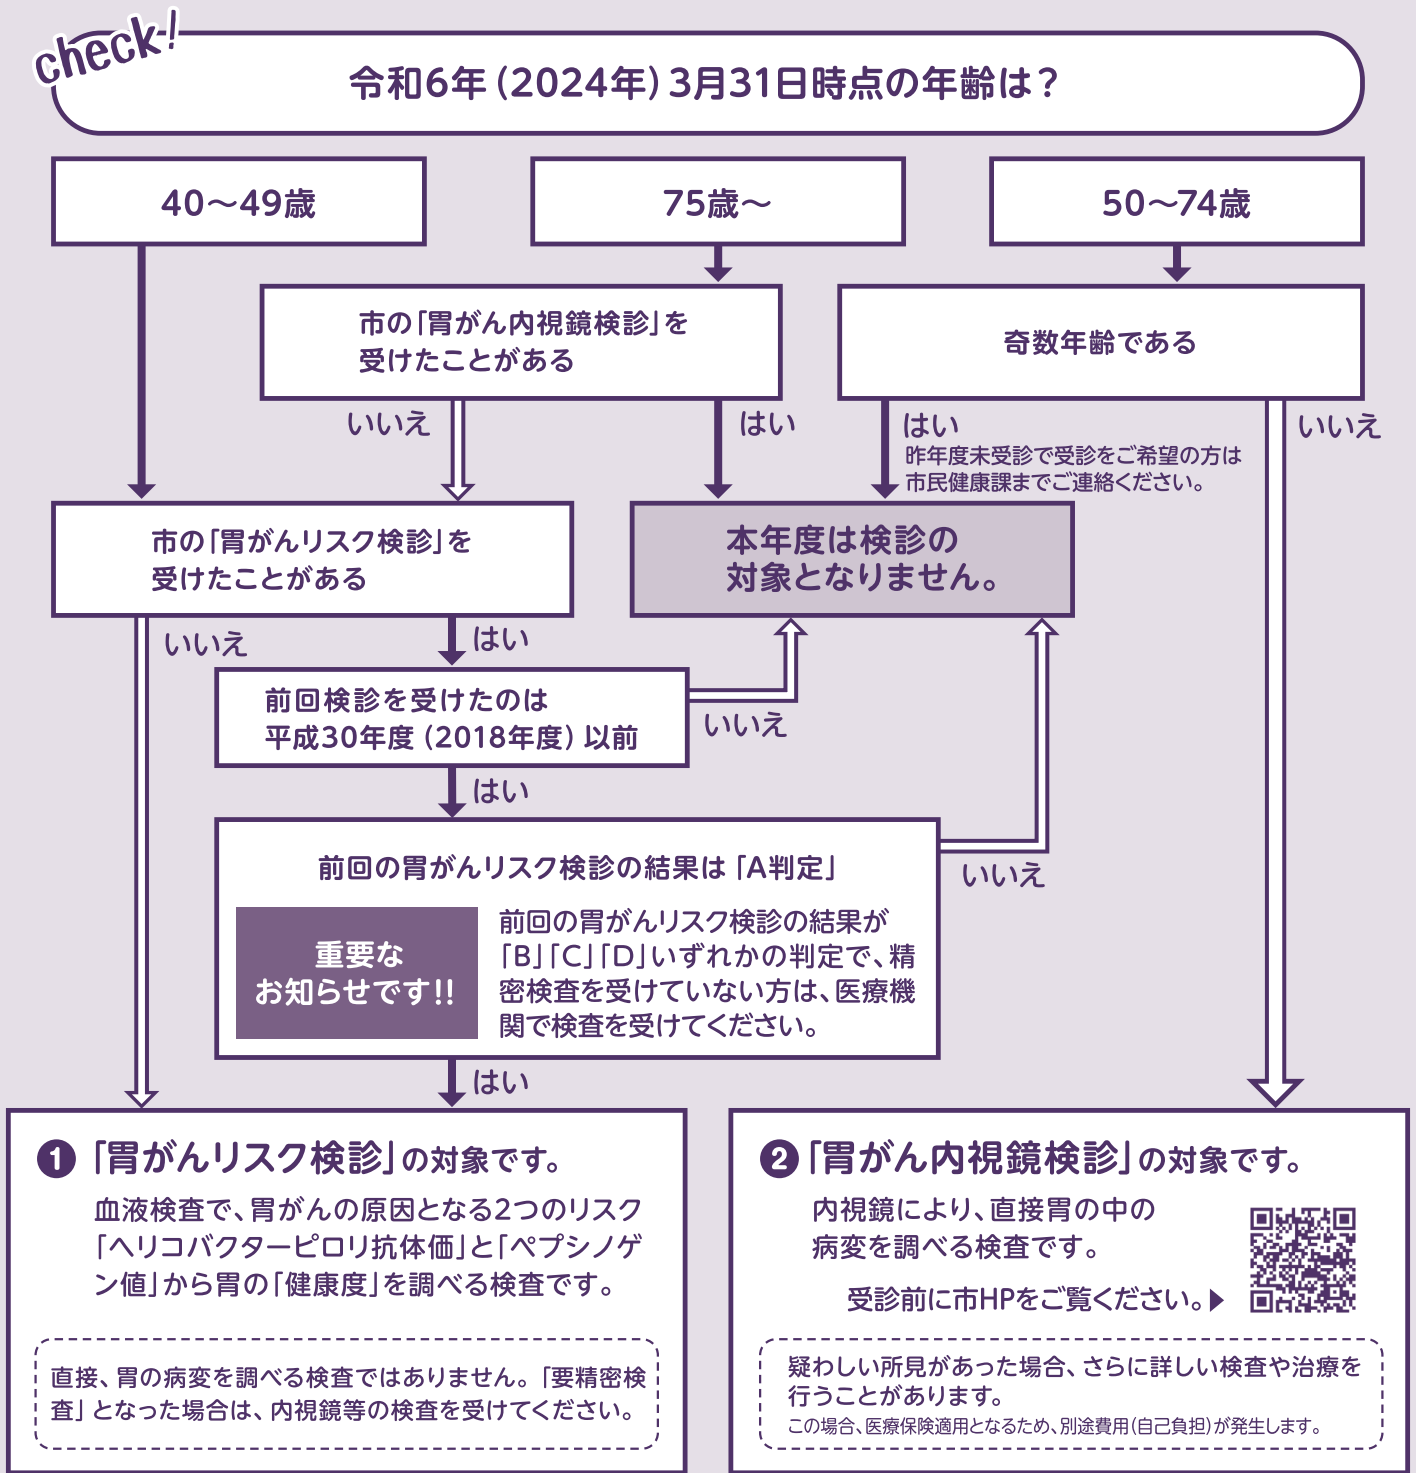 check!
令和6年(2024年)3月31日時点の年齢は？
40〜49歳
75歳〜
50〜74歳
市の「胃がん内視鏡検診」を
受けたことがある
奇数年齢である
いいえ
はい
はい
昨年度未受診で受診をご希望の方は
市民健康課までご連絡ください。
いいえ
市の「胃がんリスク検診」を
受けたことがある
本年度は検診の
対象となりません。
いいえ
はい
前回検診を受けたのは
平成30年度(2018年度)以前
いいえ
はい
前回の胃がんリスク検診の結果は「A判定」
いいえ
重要な
お知らせです!!
前回の胃がんリスク検診の結果が
「B」「C」「D」いずれかの判定で、精
密検査を受けていない方は、医療機
関で検査を受けてください。
はい
❶「胃がんリスク検診」の対象です。
血液検査で、胃がんの原因となる2つのリスク
「ヘリコバクターピロリ抗体価」と「ペプシノゲ
ン値」から胃の「健康度」を調べる検査です。
直接、胃の病変を調べる検査ではありません。「要精密検
査」となった場合は、内視鏡等の検査を受けてください。
❷「胃がん内視鏡検診」の対象です。
内視鏡により、直接胃の中の
病変を調べる検査です。
受診前に市HPをご覧ください。▶
疑わしい所見があった場合、さらに詳しい検査や治療を
行うことがあります。
この場合、医療保険適用となるため、別途費用(自己負担)が発生します。